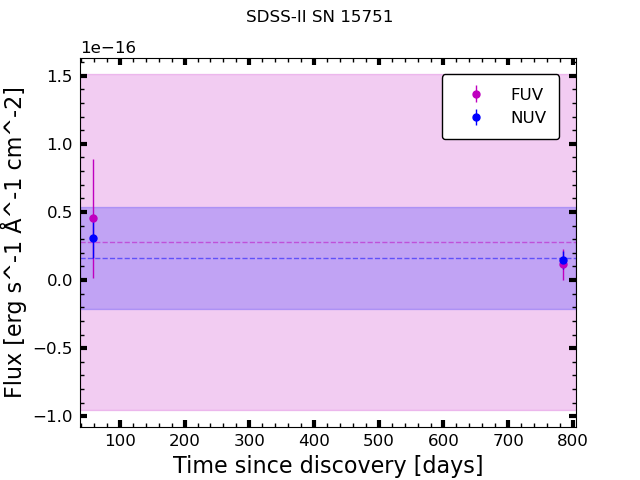 SDSS-II SN 15751
1e−16
FUV
NUV
1.5
1.0
0.5
0.0
−0.5
−1.0
Flux [erg s^-1 Å^-1 cm^-2]
100 200 300 400 500 600 700 800
Time since discovery [days]